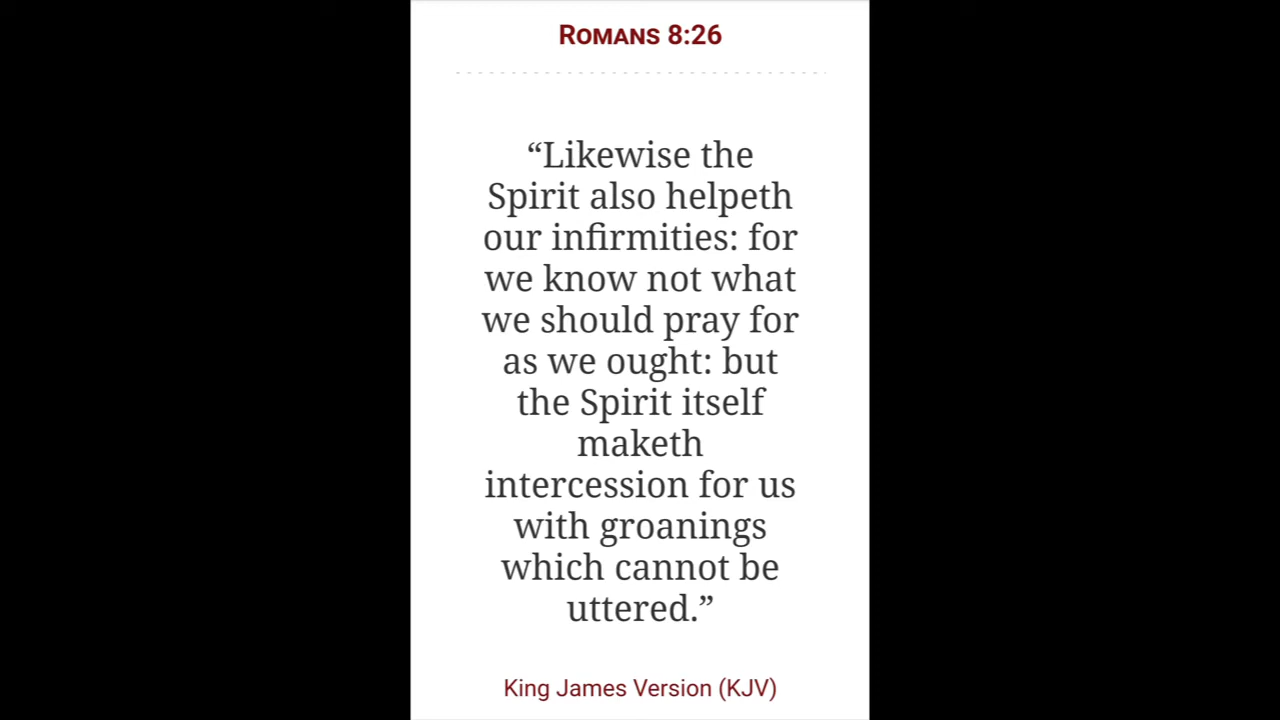 Romans 8:26
“Likewise the
Spirit also helpeth
our infirmities: for
we know not what
we should pray for
as we ought: but
the Spirit itself
maketh
intercession for us
with groanings
which cannot be
uttered.”
King James Version (KJV)